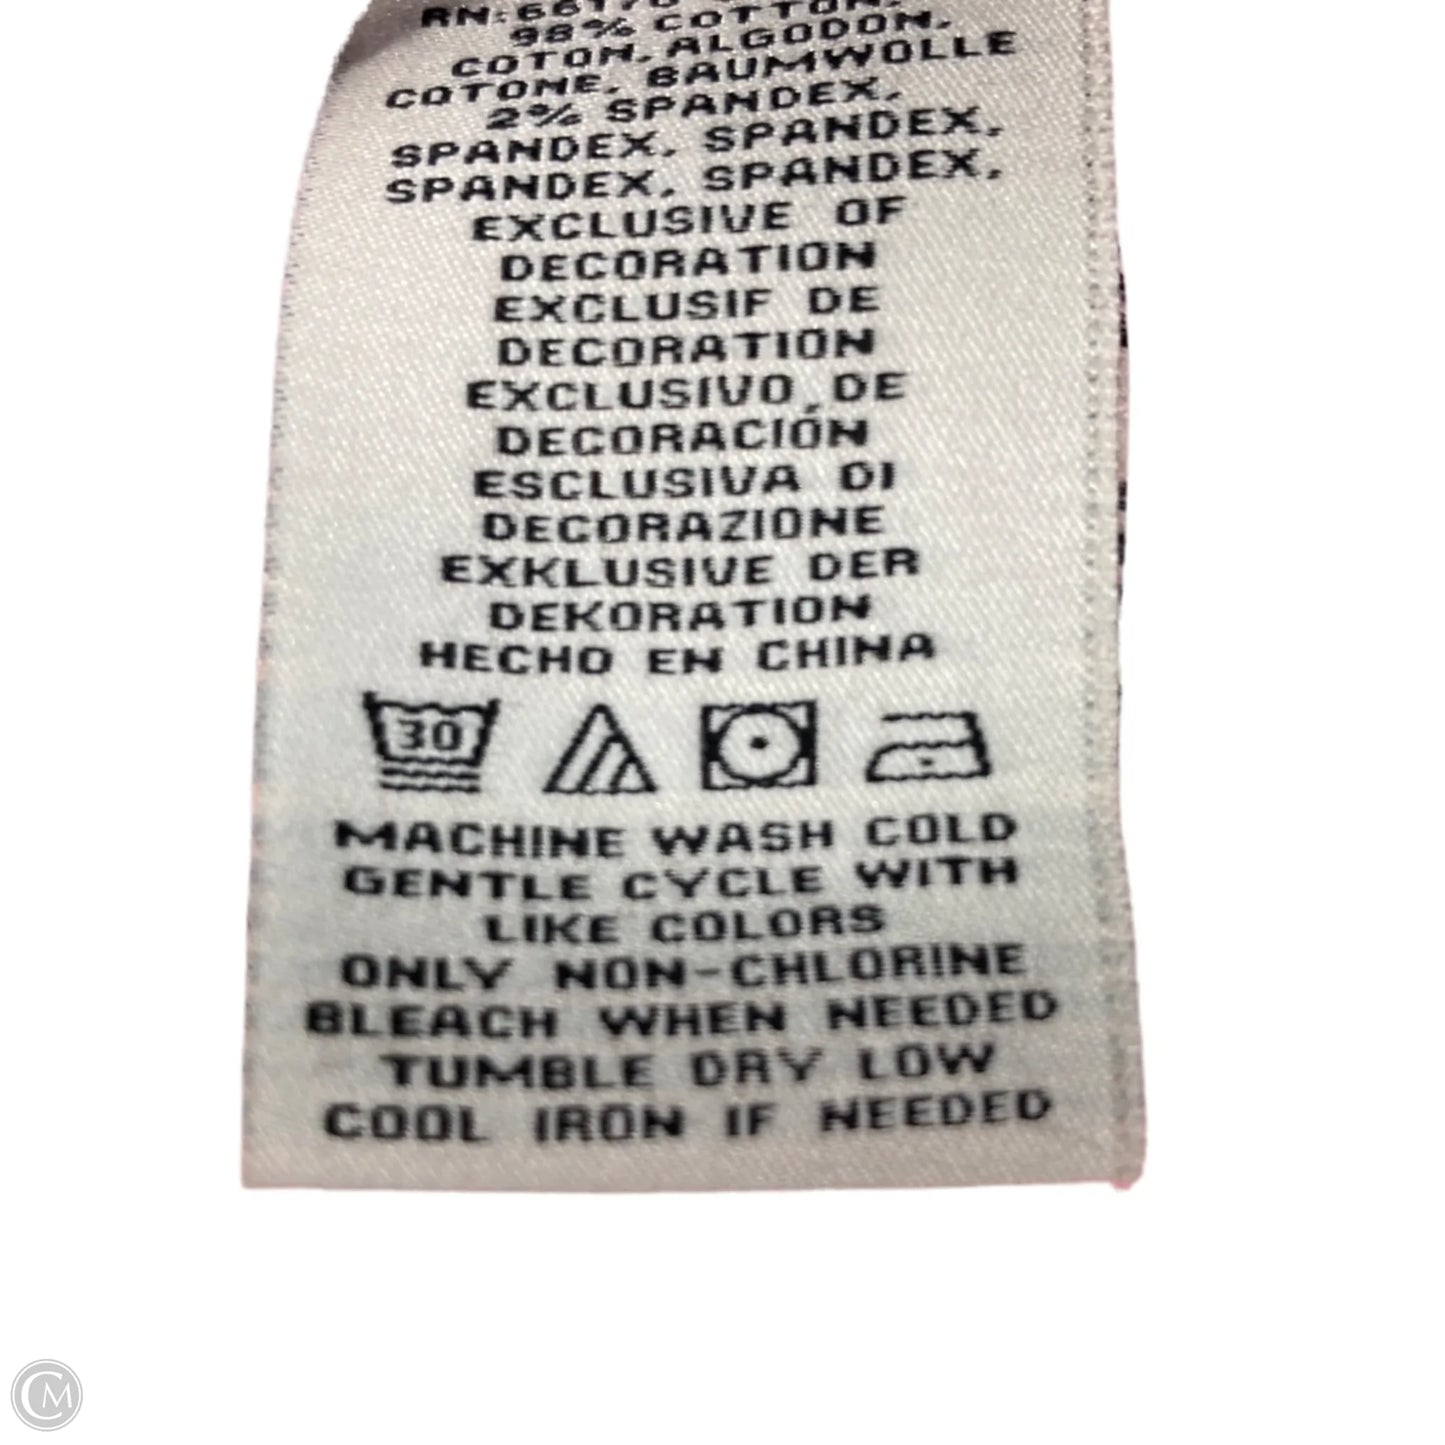 98% COTTON,
COTON, ALGODON,
COTONE, BAUMWOLLE
2% SPANDEX,
SPANDEX, SPANDEX,
SPANDEX, SPANDEX,
EXCLUSIVE OF
DECORATION
EXCLUSIF DE
DECORATION
EXCLUSIVO DE
DECORACIÓN
ESCLUSIVA DI
DECORAZIONE
EXKLUSIVE DER
DEKORATION
HECHO EN CHINA
30
MACHINE WASH COLD
GENTLE CYCLE WITH
LIKE COLORS
ONLY NON-CHLORINE
BLEACH WHEN NEEDED
TUMBLE DRY LOW
COOL IRON IF NEEDED
CM